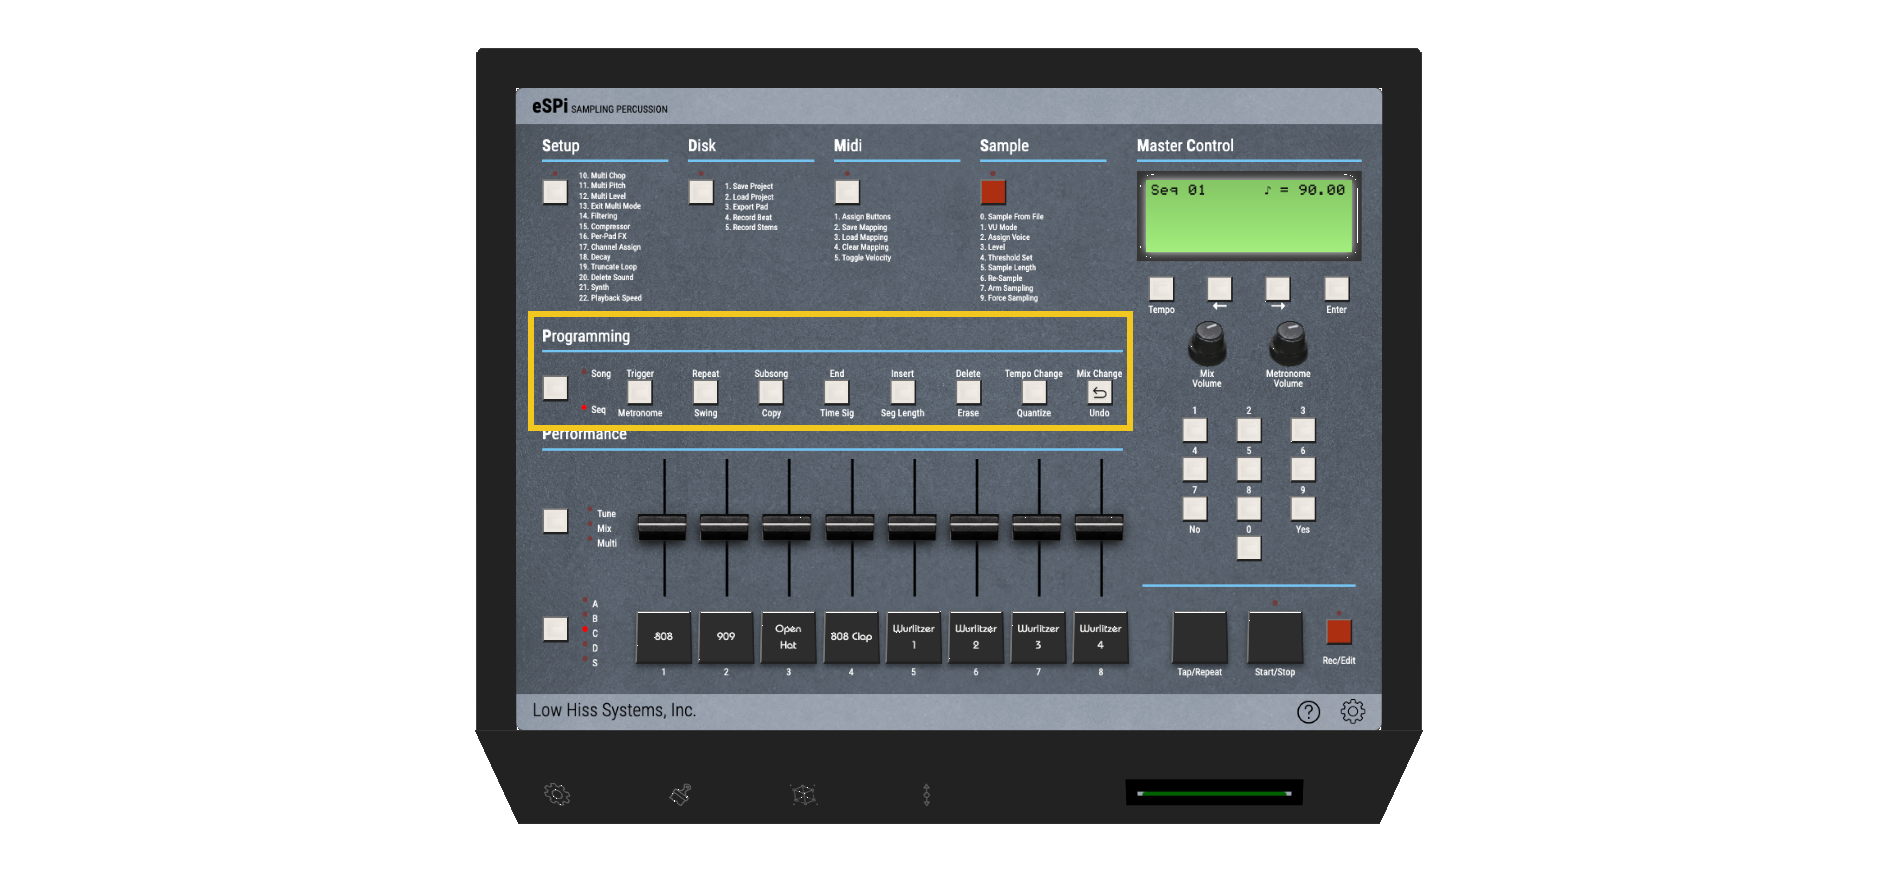 eSPi SAMPLING PERCUSSION
Setup
10. Multi Chop
11. Multi Pitch
12. Multi Level
13. Exit Multi Mode
14. Filtering
15. Compressor
16. Per-Pad FX
17. Channel Assign
18. Decay
19. Truncate Loop
20. Delete Sound
21. Synth
22. Playback Speed
Disk
1. Save Project
2. Load Project
3. Export Pad
4. Record Beat
5. Record Stems
Midi
1. Assign Buttons
2. Save Mapping
3. Load Mapping
4. Clear Mapping
5. Toggle Velocity
Sample
0. Sample From File
1. VU Mode
2. Assign Voice
3. Level
4. Threshold Set
5. Sample Length
6. Re-Sample
7. Arm Sampling
9. Force Sampling
Master Control
Seq 01 ♪ = 90.00
Tempo ← → Enter
Mix Volume
Metronome Volume
1 2 3
4 5 6
7 8 9
No 0 Yes
Programming
Song Trigger Repeat Subsong End Insert Delete Tempo Change Mix Change
Seq Metronome Swing Copy Time Sig Seg Length Erase Quantize Undo
Performance
Tune
Mix
Multi
A
B
C
D
S
808
909
Open Hat
808 Clap
Wurlitzer 1
Wurlitzer 2
Wurlitzer 3
Wurlitzer 4
1 2 3 4 5 6 7 8
Tap/Repeat Start/Stop Rec/Edit
Low Hiss Systems, Inc.
?